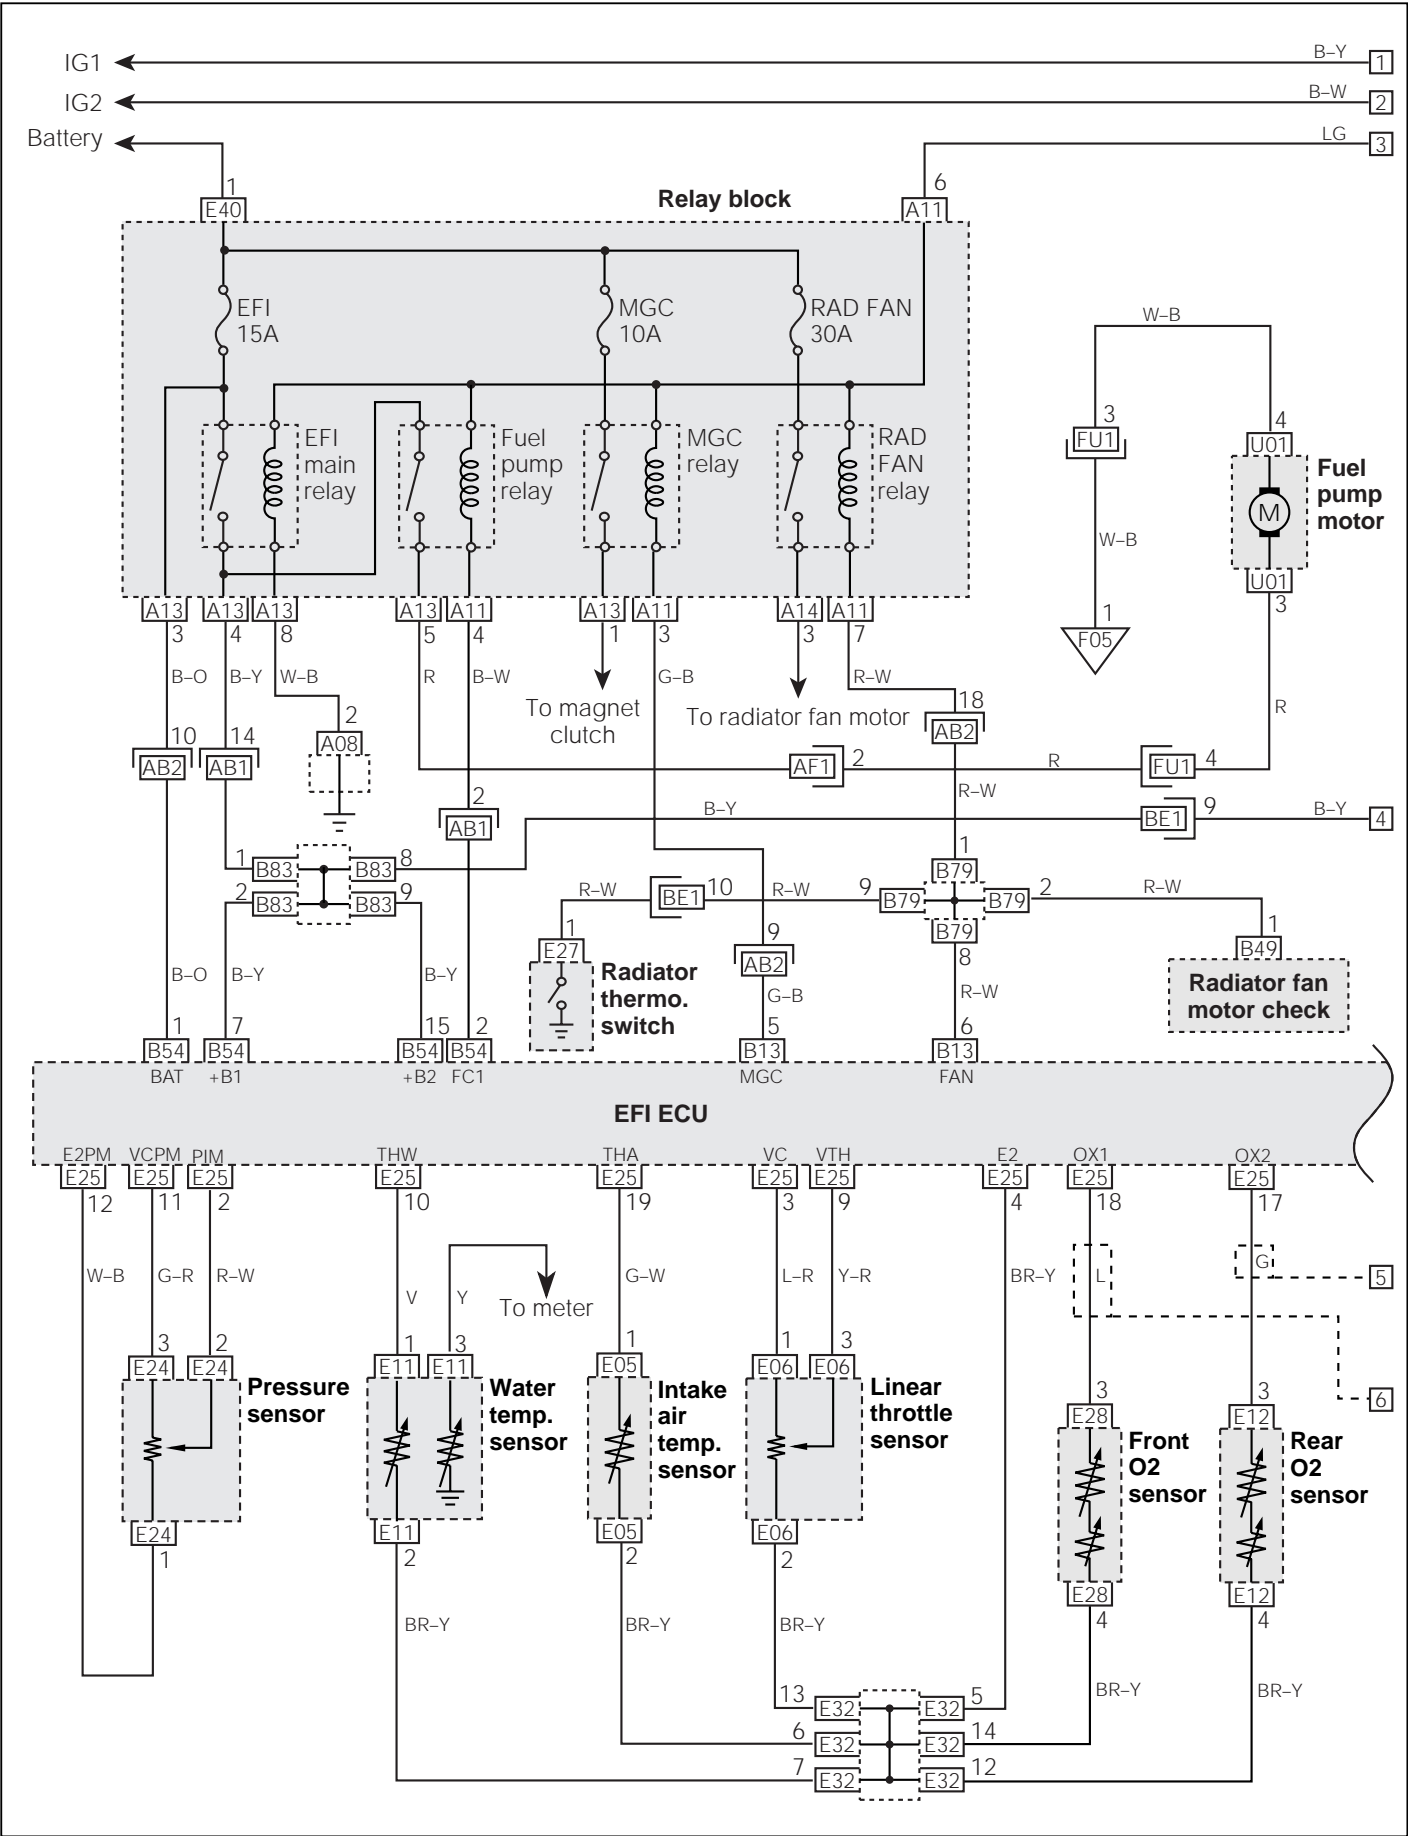 IG1
B–Y
1
IG2
B–W
2
Battery
LG
3
1
E40
Relay block
6
A11
EFI
15A
MGC
10A
RAD FAN
30A
W–B
EFI
main
relay
Fuel
pump
relay
MGC
relay
RAD
FAN
relay
3
FU1
4
U01
Fuel
pump
motor
M
W–B
U01
3
1
F05
A13
A13
A13
A13
A11
A13
A11
A14
A11
3
4
8
5
4
1
3
3
7
B–O
B–Y
W–B
R
B–W
G–B
R–W
To magnet
clutch
To radiator fan motor
18
AB2
R
10
AB2
14
AB1
2
A08
AF1
2
R
FU1
4
R–W
2
AB1
B–Y
BE1
9
B–Y
4
1
B83
B83
8
2
B83
B83
9
1
B79
R–W
BE1
10
R–W
9
B79
B79
2
R–W
B79
8
1
E27
Radiator
thermo.
switch
9
AB2
G–B
R–W
1
B49
Radiator fan
motor check
B–O
B–Y
B–Y
1
7
15
2
5
6
B54
B54
B54
B54
B13
B13
BAT
+B1
+B2
FC1
MGC
FAN
EFI ECU
E2PM
VCPM
PIM
THW
THA
VC
VTH
E2
OX1
OX2
E25
E25
E25
E25
E25
E25
E25
E25
E25
E25
12
11
2
10
19
3
9
4
18
17
W–B
G–R
R–W
V
Y
To meter
G–W
L–R
Y–R
BR–Y
L
G
5
3
2
1
3
1
1
3
3
3
6
E24
E24
E11
E11
E05
E06
E06
E28
E12
Pressure
sensor
Water
temp.
sensor
Intake
air
temp.
sensor
Linear
throttle
sensor
Front
O2
sensor
Rear
O2
sensor
E24
1
E11
2
E05
2
E06
2
E28
4
E12
4
BR–Y
BR–Y
BR–Y
BR–Y
BR–Y
13
E32
E32
5
6
E32
E32
14
7
E32
E32
12